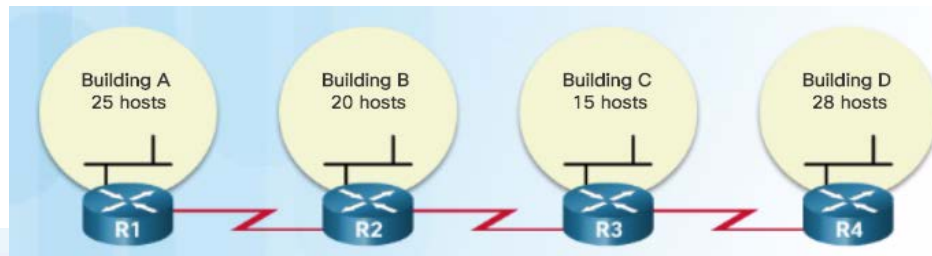 Building A
25 hosts
Building B
20 hosts
Building C
15 hosts
Building D
28 hosts
R1
R2
R3
R4